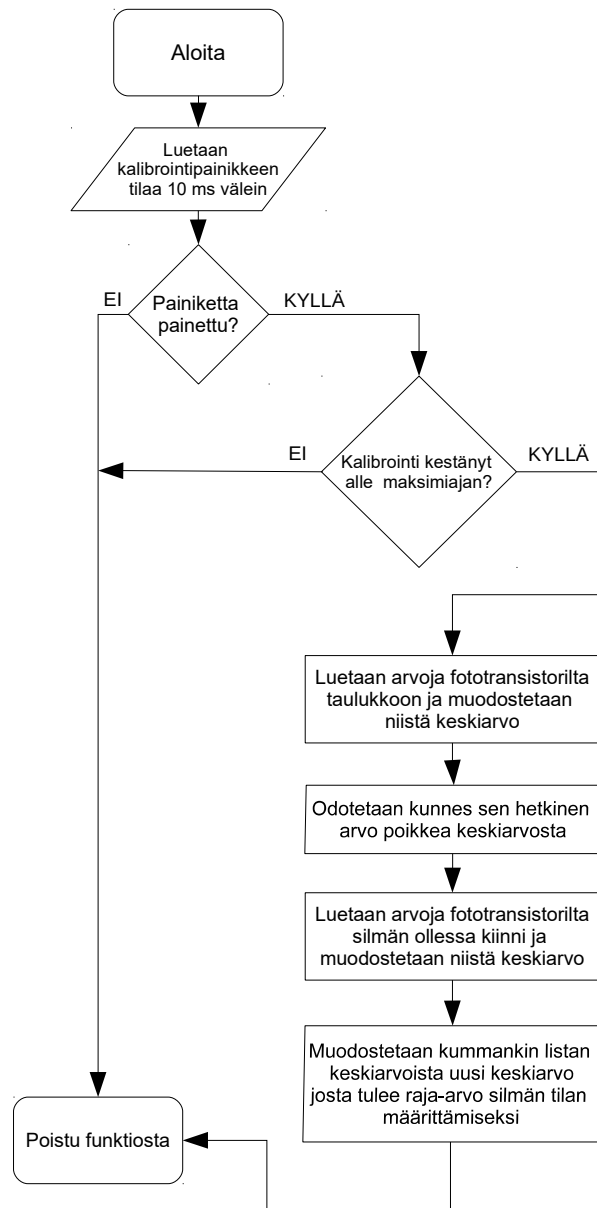 Aloita
Luetaan
kalibrointipainikkeen
tilaa 10 ms välein
EI
Painiketta
painettu?
KYLLÄ
EI
Kalibrointi kestänyt
alle maksimiajan?
KYLLÄ
Luetaan arvoja fototransistorilta
taulukkoon ja muodostetaan
niistä keskiarvo
Odotetaan kunnes sen hetkinen
arvo poikkea keskiarvosta
Luetaan arvoja fototransistorilta
silmän ollessa kiinni ja
muodostetaan niistä keskiarvo
Muodostetaan kummankin listan
keskiarvoista uusi keskiarvo
josta tulee raja-arvo silmän tilan
määrittämiseksi
Poistu funktiosta